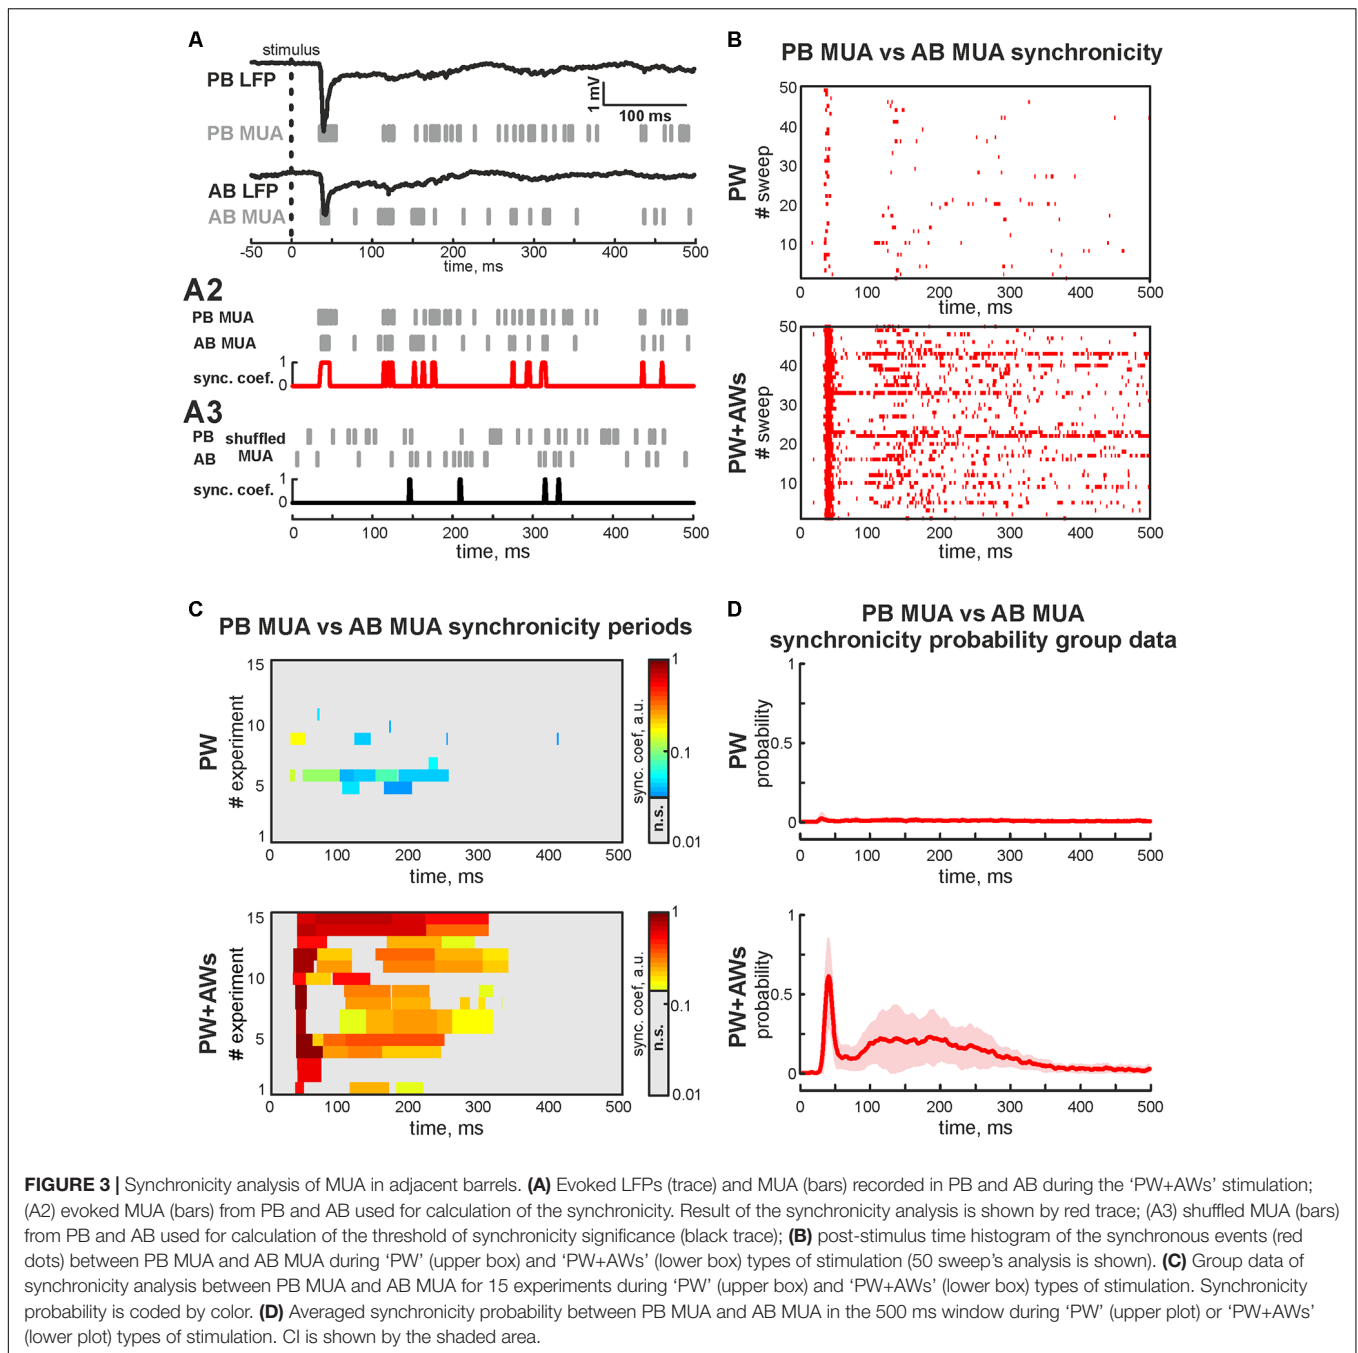 A
stimulus
PB LFP
1 mV
100 ms
PB MUA
AB LFP
AB MUA
-50 0 100 200 300 400 500
time, ms
A2
PB MUA
AB MUA
sync. coef. 1 0
A3
PB shuffled
AB MUA
sync. coef. 1 0
0 100 200 300 400 500
time, ms
B
PB MUA vs AB MUA synchronicity
PW
# sweep
50
40
30
20
10
0 100 200 300 400 500
time, ms
PW+AWs
# sweep
50
40
30
20
10
0 100 200 300 400 500
time, ms
C
PB MUA vs AB MUA synchronicity periods
PW
# experiment
15
10
5
1
0 100 200 300 400 500
time, ms
sync. coef, a.u.
n.s.
1
0.1
0.01
PW+AWs
# experiment
15
10
5
1
0 100 200 300 400 500
time, ms
sync. coef, a.u.
n.s.
1
0.1
0.01
D
PB MUA vs AB MUA
synchronicity probability group data
PW
probability
1
0.5
0
0 100 200 300 400 500
time, ms
PW+AWs
probability
1
0.5
0
0 100 200 300 400 500
time, ms
FIGURE 3 | Synchronicity analysis of MUA in adjacent barrels. (A) Evoked LFPs (trace) and MUA (bars) recorded in PB and AB during the ‘PW+AWs’ stimulation;
(A2) evoked MUA (bars) from PB and AB used for calculation of the synchronicity. Result of the synchronicity analysis is shown by red trace; (A3) shuffled MUA (bars)
from PB and AB used for calculation of the threshold of synchronicity significance (black trace); (B) post-stimulus time histogram of the synchronous events (red
dots) between PB MUA and AB MUA during ‘PW’ (upper box) and ‘PW+AWs’ (lower box) types of stimulation (50 sweep’s analysis is shown). (C) Group data of
synchronicity analysis between PB MUA and AB MUA for 15 experiments during ‘PW’ (upper box) and ‘PW+AWs’ (lower box) types of stimulation. Synchronicity
probability is coded by color. (D) Averaged synchronicity probability between PB MUA and AB MUA in the 500 ms window during ‘PW’ (upper plot) or ‘PW+AWs’
(lower plot) types of stimulation. CI is shown by the shaded area.